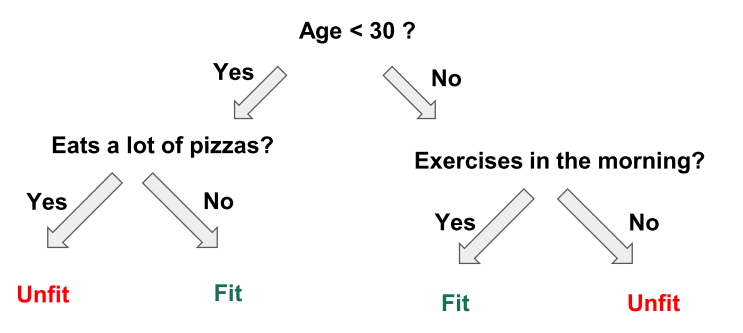 Age < 30 ?
Yes
No
Eats a lot of pizzas?
Exercises in the morning?
Yes
No
Yes
No
Unfit
Fit
Fit
Unfit